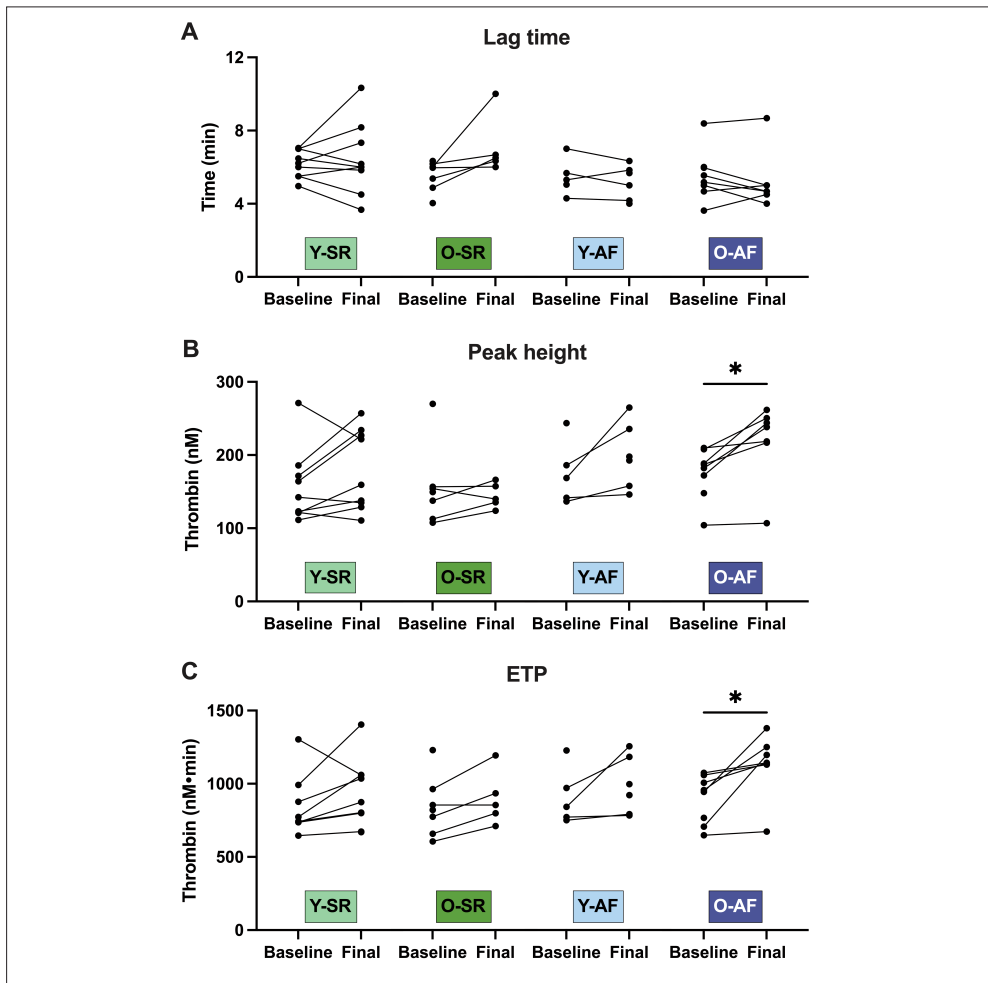 A
Lag time
12
8
4
0
Time (min)
Y-SR
O-SR
Y-AF
O-AF
Baseline Final Baseline Final Baseline Final Baseline Final
B
Peak height
300
200
100
0
Thrombin (nM)
*
Y-SR
O-SR
Y-AF
O-AF
Baseline Final Baseline Final Baseline Final Baseline Final
C
ETP
1500
1000
500
0
Thrombin (nM•min)
*
Y-SR
O-SR
Y-AF
O-AF
Baseline Final Baseline Final Baseline Final Baseline Final